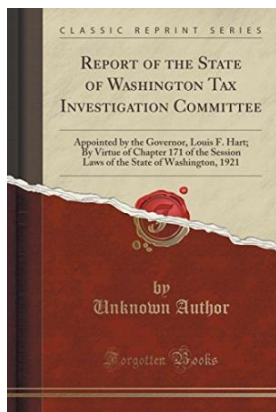 CLASSIC REPRINT SERIES
REPORT OF THE STATE
OF WASHINGTON TAX
INVESTIGATION COMMITTEE
Appointed by the Governor, Louis F. Hart;
By Virtue of Chapter 171 of the Session
Laws of the State of Washington, 1921
by
Unknown Author
Forgotten Books